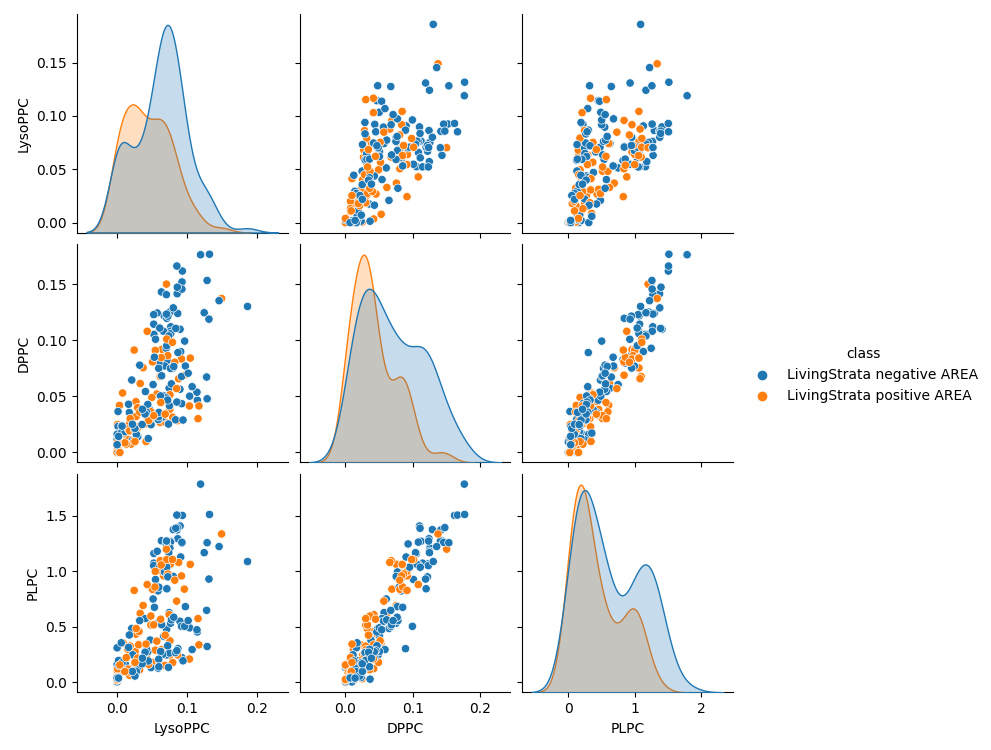 LysoPPC
0.15
0.10
0.05
0.00
DPPC
0.15
0.10
0.05
0.00
class
LivingStrata negative AREA
LivingStrata positive AREA
PLPC
1.5
1.0
0.5
0.0
0.0 0.1 0.2
LysoPPC
0.0 0.1 0.2
DPPC
0 1 2
PLPC